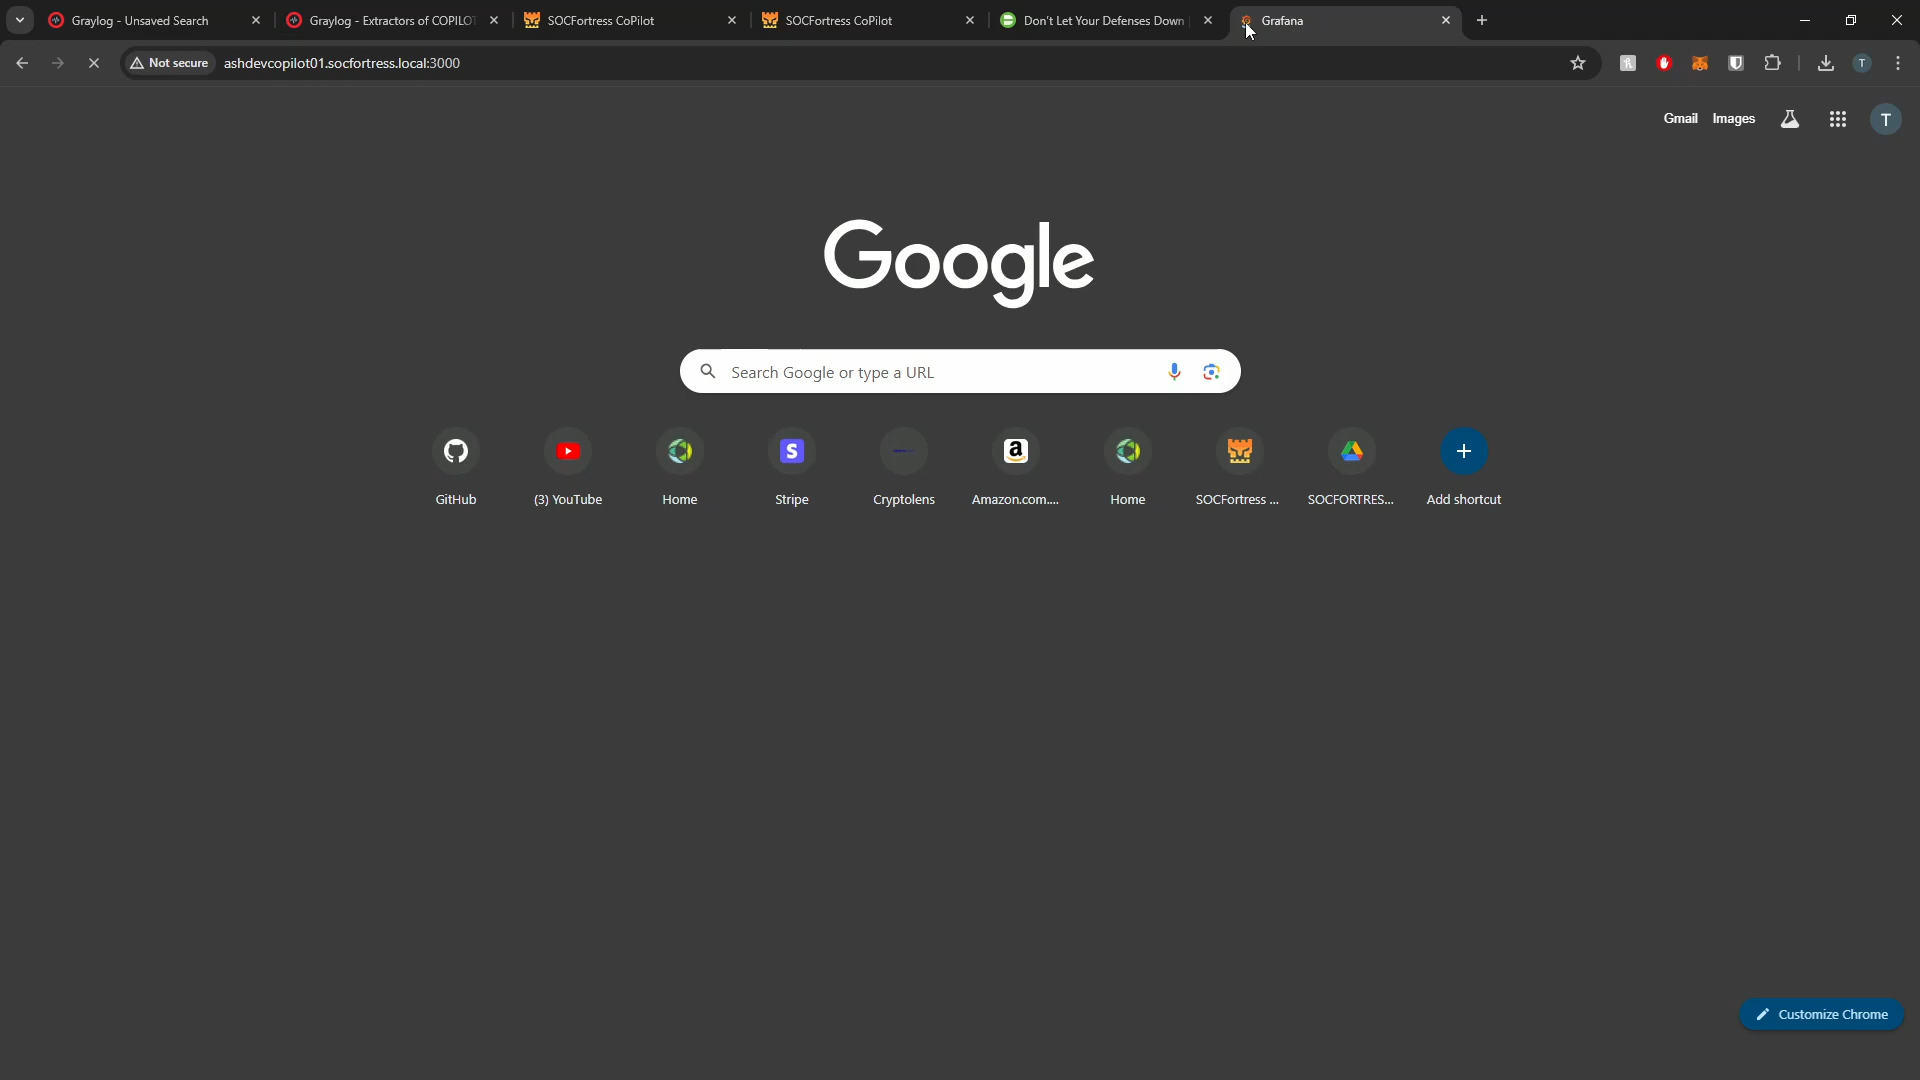 Graylog - Unsaved Search
Graylog - Extractors of COPILOT
SOCFortress CoPilot
SOCFortress CoPilot
Don't Let Your Defenses Down
Grafana
Not secure
ashdevcopilot01.socfortress.local:3000
T
Gmail
Images
T
Google
Search Google or type a URL
S
a
GitHub
(3) YouTube
Home
Stripe
Cryptolens
Amazon.com....
Home
SOCFortress ...
SOCFORTRES...
Add shortcut
Customize Chrome